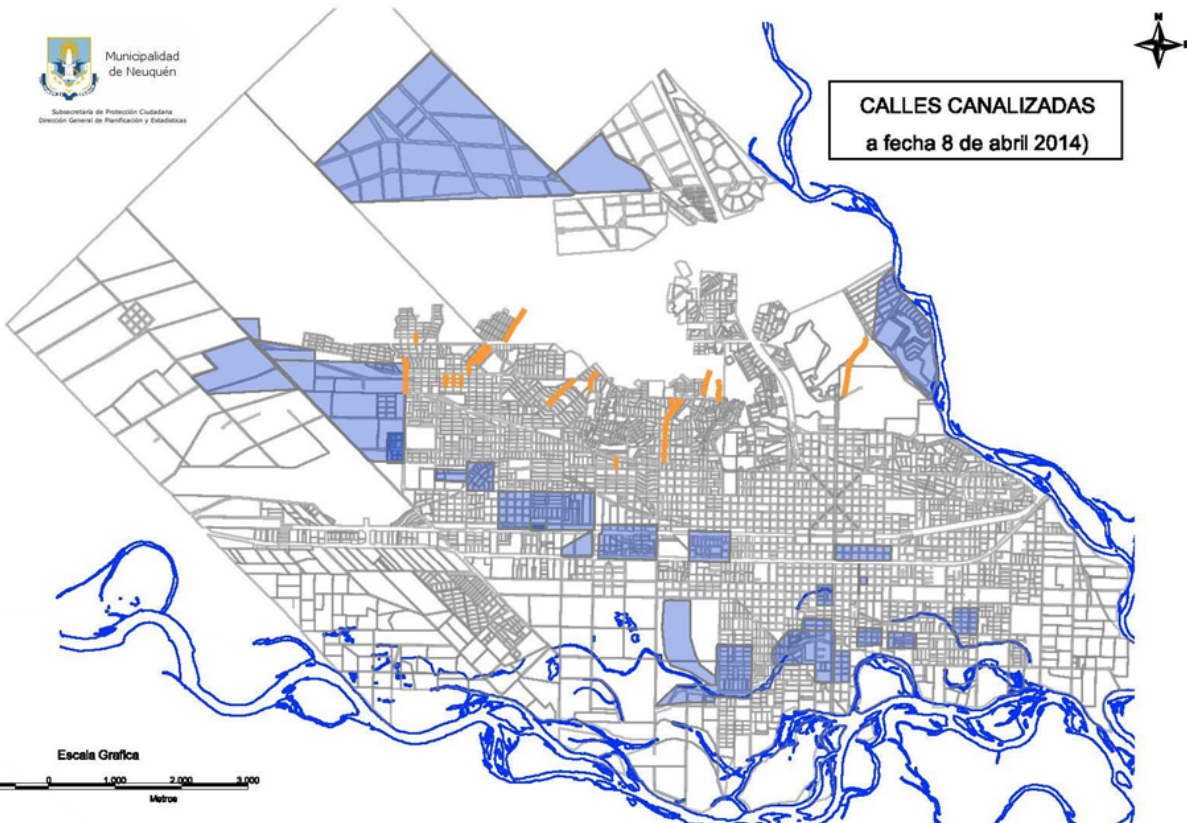 Municipalidad
de Neuquén
Subsecretaría de Protección Ciudadana
Dirección General de Planificación y Estadísticas
N
E
CALLES CANALIZADAS
a fecha 8 de abril 2014)
Escala Grafica
0 1.000 2.000 3.000
Metros